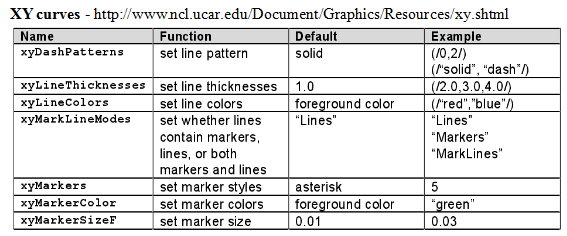 XY curves - http://www.ncl.ucar.edu/Document/Graphics/Resources/xy.shtml
Name Function Default Example
xyDashPatterns set line pattern solid (/0,2/)
(/“solid”, “dash”/)
xyLineThicknesses set line thicknesses 1.0 (/2.0,3.0,4.0/)
xyLineColors set line colors foreground color (/“red”,”blue”/)
xyMarkLineModes set whether lines “Lines” “Lines”
contain markers, “Markers”
lines, or both “MarkLines”
markers and lines
xyMarkers set marker styles asterisk 5
xyMarkerColor set marker colors foreground color “green”
xyMarkerSizeF set marker size 0.01 0.03